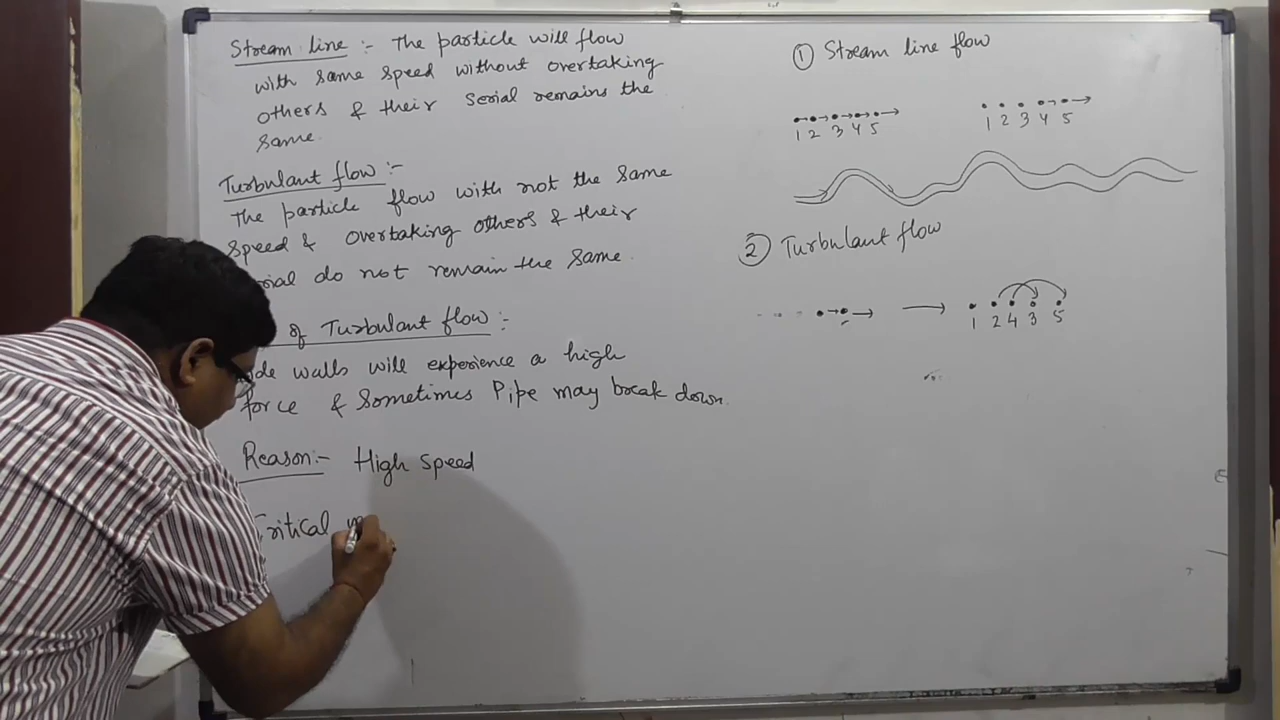 Stream line :- The particle will flow
with same speed without overtaking
others & their serial remains the
same.
Turbulant flow :-
The particle flow with not the same
speed & overtaking others & their
do not remain the same.
of Turbulant flow :-
walls will experience a high
force & sometimes Pipe may break down.
Reason:- High speed
Critical
① Stream line flow
1 2 3 4 5
1 2 3 4 5
② Turbulant flow
1 2 4 3 5